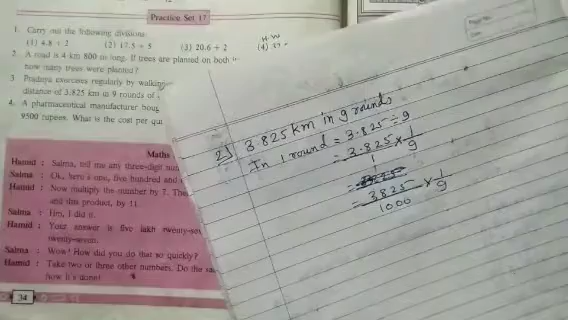 Practice Set 17
1. Carry out the following divisions.
(1) 4.8 ÷ 2 (2) 17.5 ÷ 5 (3) 20.6 ÷ 2 H.W (4)
2. A road is 4 km 800 m long. If trees are planted on both
how many trees were planted?
3. Pradnya exercises regularly by walking
distance of 3.825 km in 9 rounds of
4. A pharmaceutical manufacturer boug
9500 rupees. What is the cost per
Maths
Hamid : Salma, tell me any three-digit
Salma : Ok, here's one, five hundred and
Hamid : Now multiply the number by 7. Th
and this product, by 11.
Salma : Hm, I did it.
Hamid : Your answer is five lakh twenty-
twenty-seven.
Salma : Wow! How did you do that so quickly?
Hamid : Take two or three other numbers. Do the
how it's done!
34
2) 3.825 km in 9 rounds
In 1 round = 3.825 ÷ 9
= 3.825/1 × 1/9
= 3825/1000 × 1/9